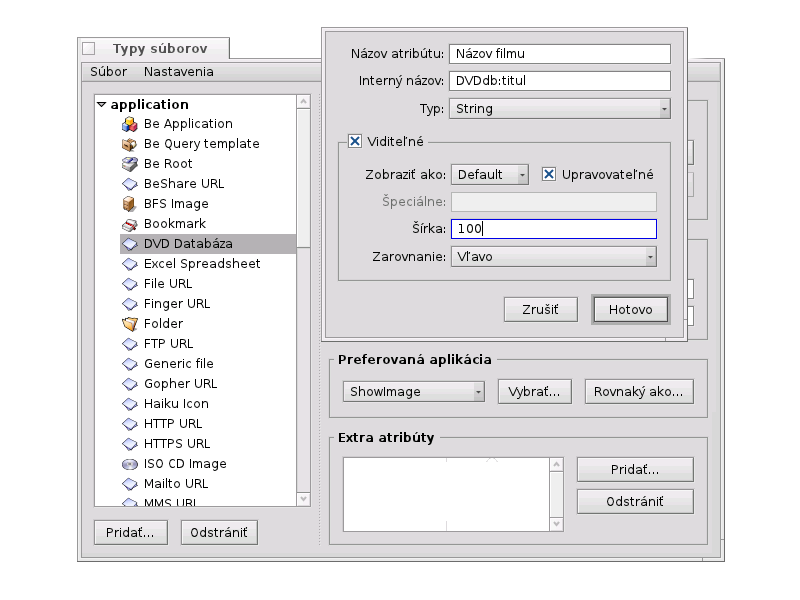 Typy súborov
Súbor Nastavenia
application
Be Application
Be Query template
Be Root
BeShare URL
BFS Image
Bookmark
DVD Databáza
Excel Spreadsheet
File URL
Finger URL
Folder
FTP URL
Generic file
Gopher URL
Haiku Icon
HTTP URL
HTTPS URL
ISO CD Image
Mailto URL
MMS URL
Pridať... Odstrániť
Názov atribútu: Názov filmu
Interný názov: DVDdb:titul
Typ: String
Viditeľné
Zobraziť ako: Default Upravovateľné
Špeciálne:
Šírka: 100
Zarovnanie: Vľavo
Zrušiť Hotovo
Preferovaná aplikácia
ShowImage Vybrať... Rovnaký ako...
Extra atribúty
Pridať...
Odstrániť